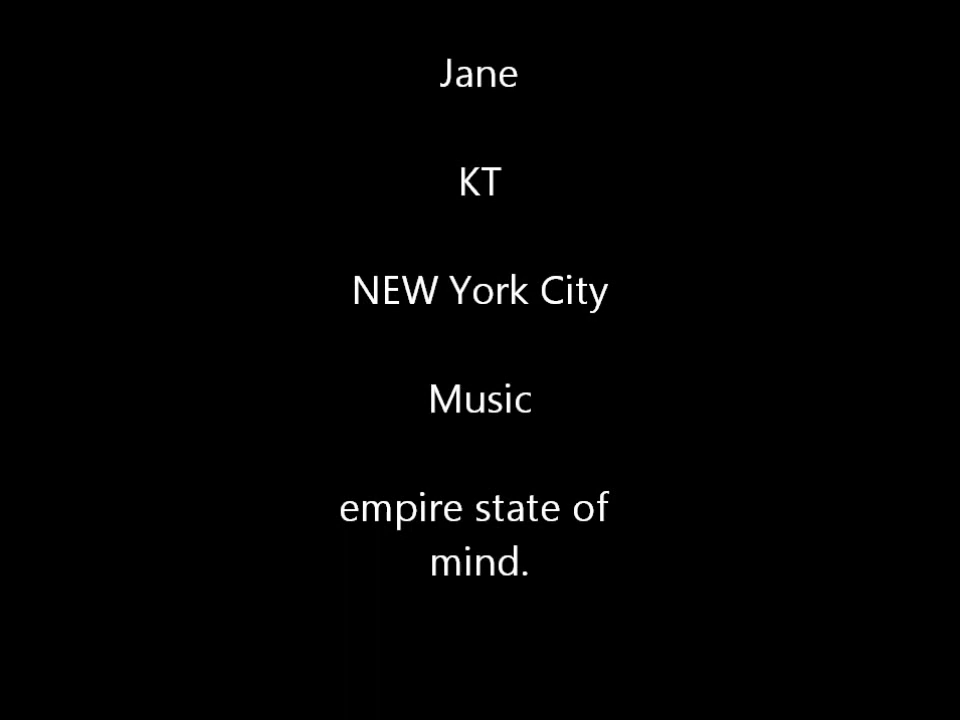 Jane
KT
NEW York City
Music
empire state of
mind.